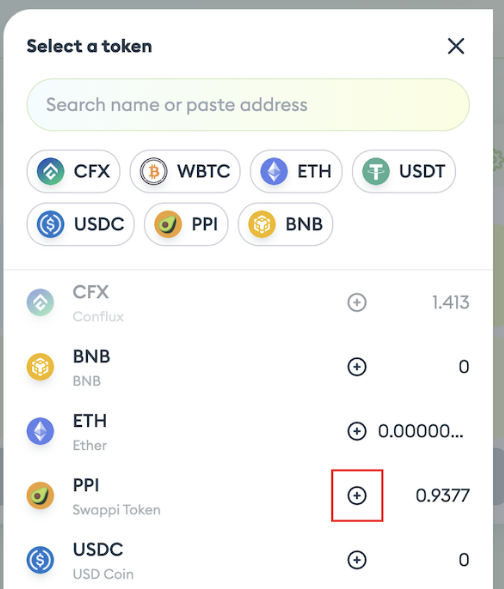 Select a token
Search name or paste address
CFX WBTC ETH USDT
USDC PPI BNB
CFX 1.413
Conflux
BNB 0
BNB
ETH 0.00000...
Ether
PPI 0.9377
Swappi Token
USDC 0
USD Coin